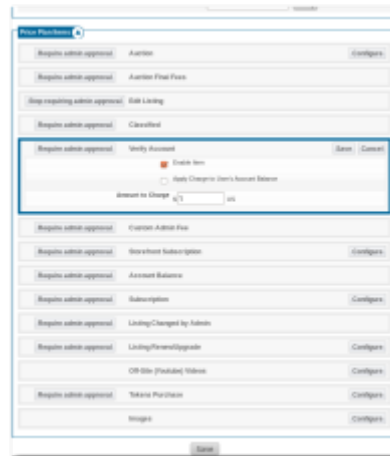 Price Plan Items
Require admin approval Auction Configure
Require admin approval Auction Final Fees
Stop requiring admin approval Edit Listing
Require admin approval Classified
Require admin approval Verify Account Save Cancel
Enable Item
Apply Charge to User's Account Balance
Amount to Charge $
Require admin approval Custom Admin Fee
Require admin approval Storefront Subscription Configure
Require admin approval Account Balance
Require admin approval Subscription Configure
Require admin approval Listing Changed by Admin
Require admin approval Listing Renew/Upgrade Configure
Off-Site (Youtube) Videos Configure
Require admin approval Tokens Purchase Configure
Images Configure
Save